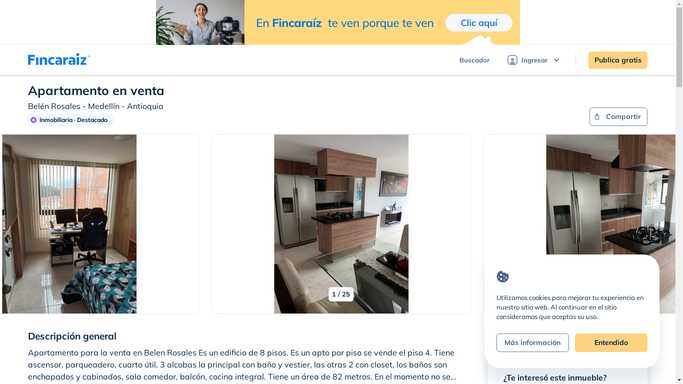 En Fincaraíz te ven porque te ven
Clic aquí
Fincaraíz
Buscador
Ingresar
Publica gratis
Apartamento en venta
Belén Rosales - Medellín - Antioquia
Inmobiliaria · Destacado
Compartir
1 / 25
Descripción general
Apartamento para la venta en Belen Rosales Es un edificio de 8 pisos. Es un apto por piso se vende el pisa 4. Tiene
ascensor, parqueadero, cuarto útil, 3 alcobas la principal con baño y vestier, las otras 2 con closet, los baños son
enchapados y cabinados, sala comedor, balcón, cocina integral. Tiene un área de 82 metros. En el momento no se...
Utilizamos cookies para mejorar tu experiencia en
nuestro sitio web. Al continuar en el sitio
consideramos que aceptas su uso.
Más información
Entendido
¿Te interesó este inmueble?